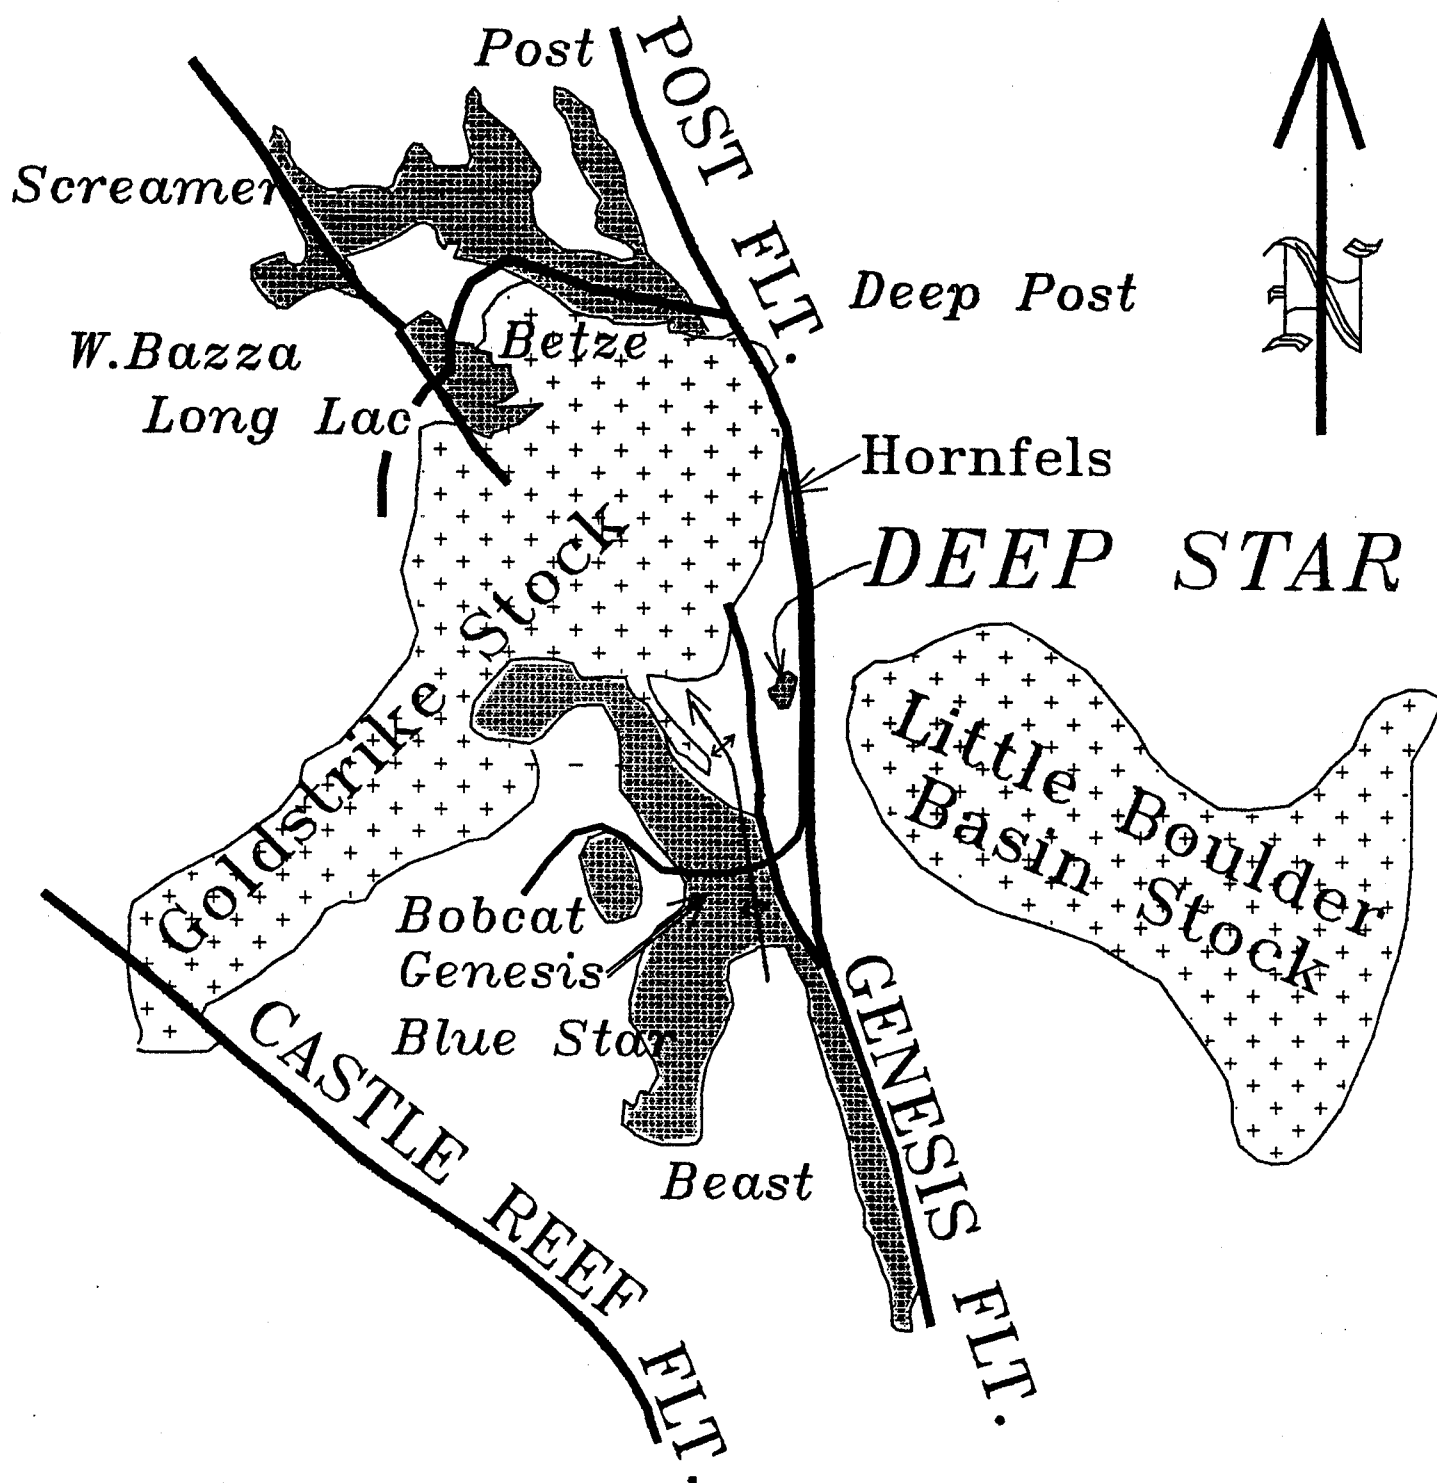 Post
POST FLT.
Screamer
N
Deep Post
Betze
W.Bazza
Long Lac
Hornfels
DEEP STAR
Goldstrike Stock
Little Boulder
Basin Stock
Bobcat
Genesis
Blue Star
CASTLE REEF FLT.
GENESIS FLT.
Beast